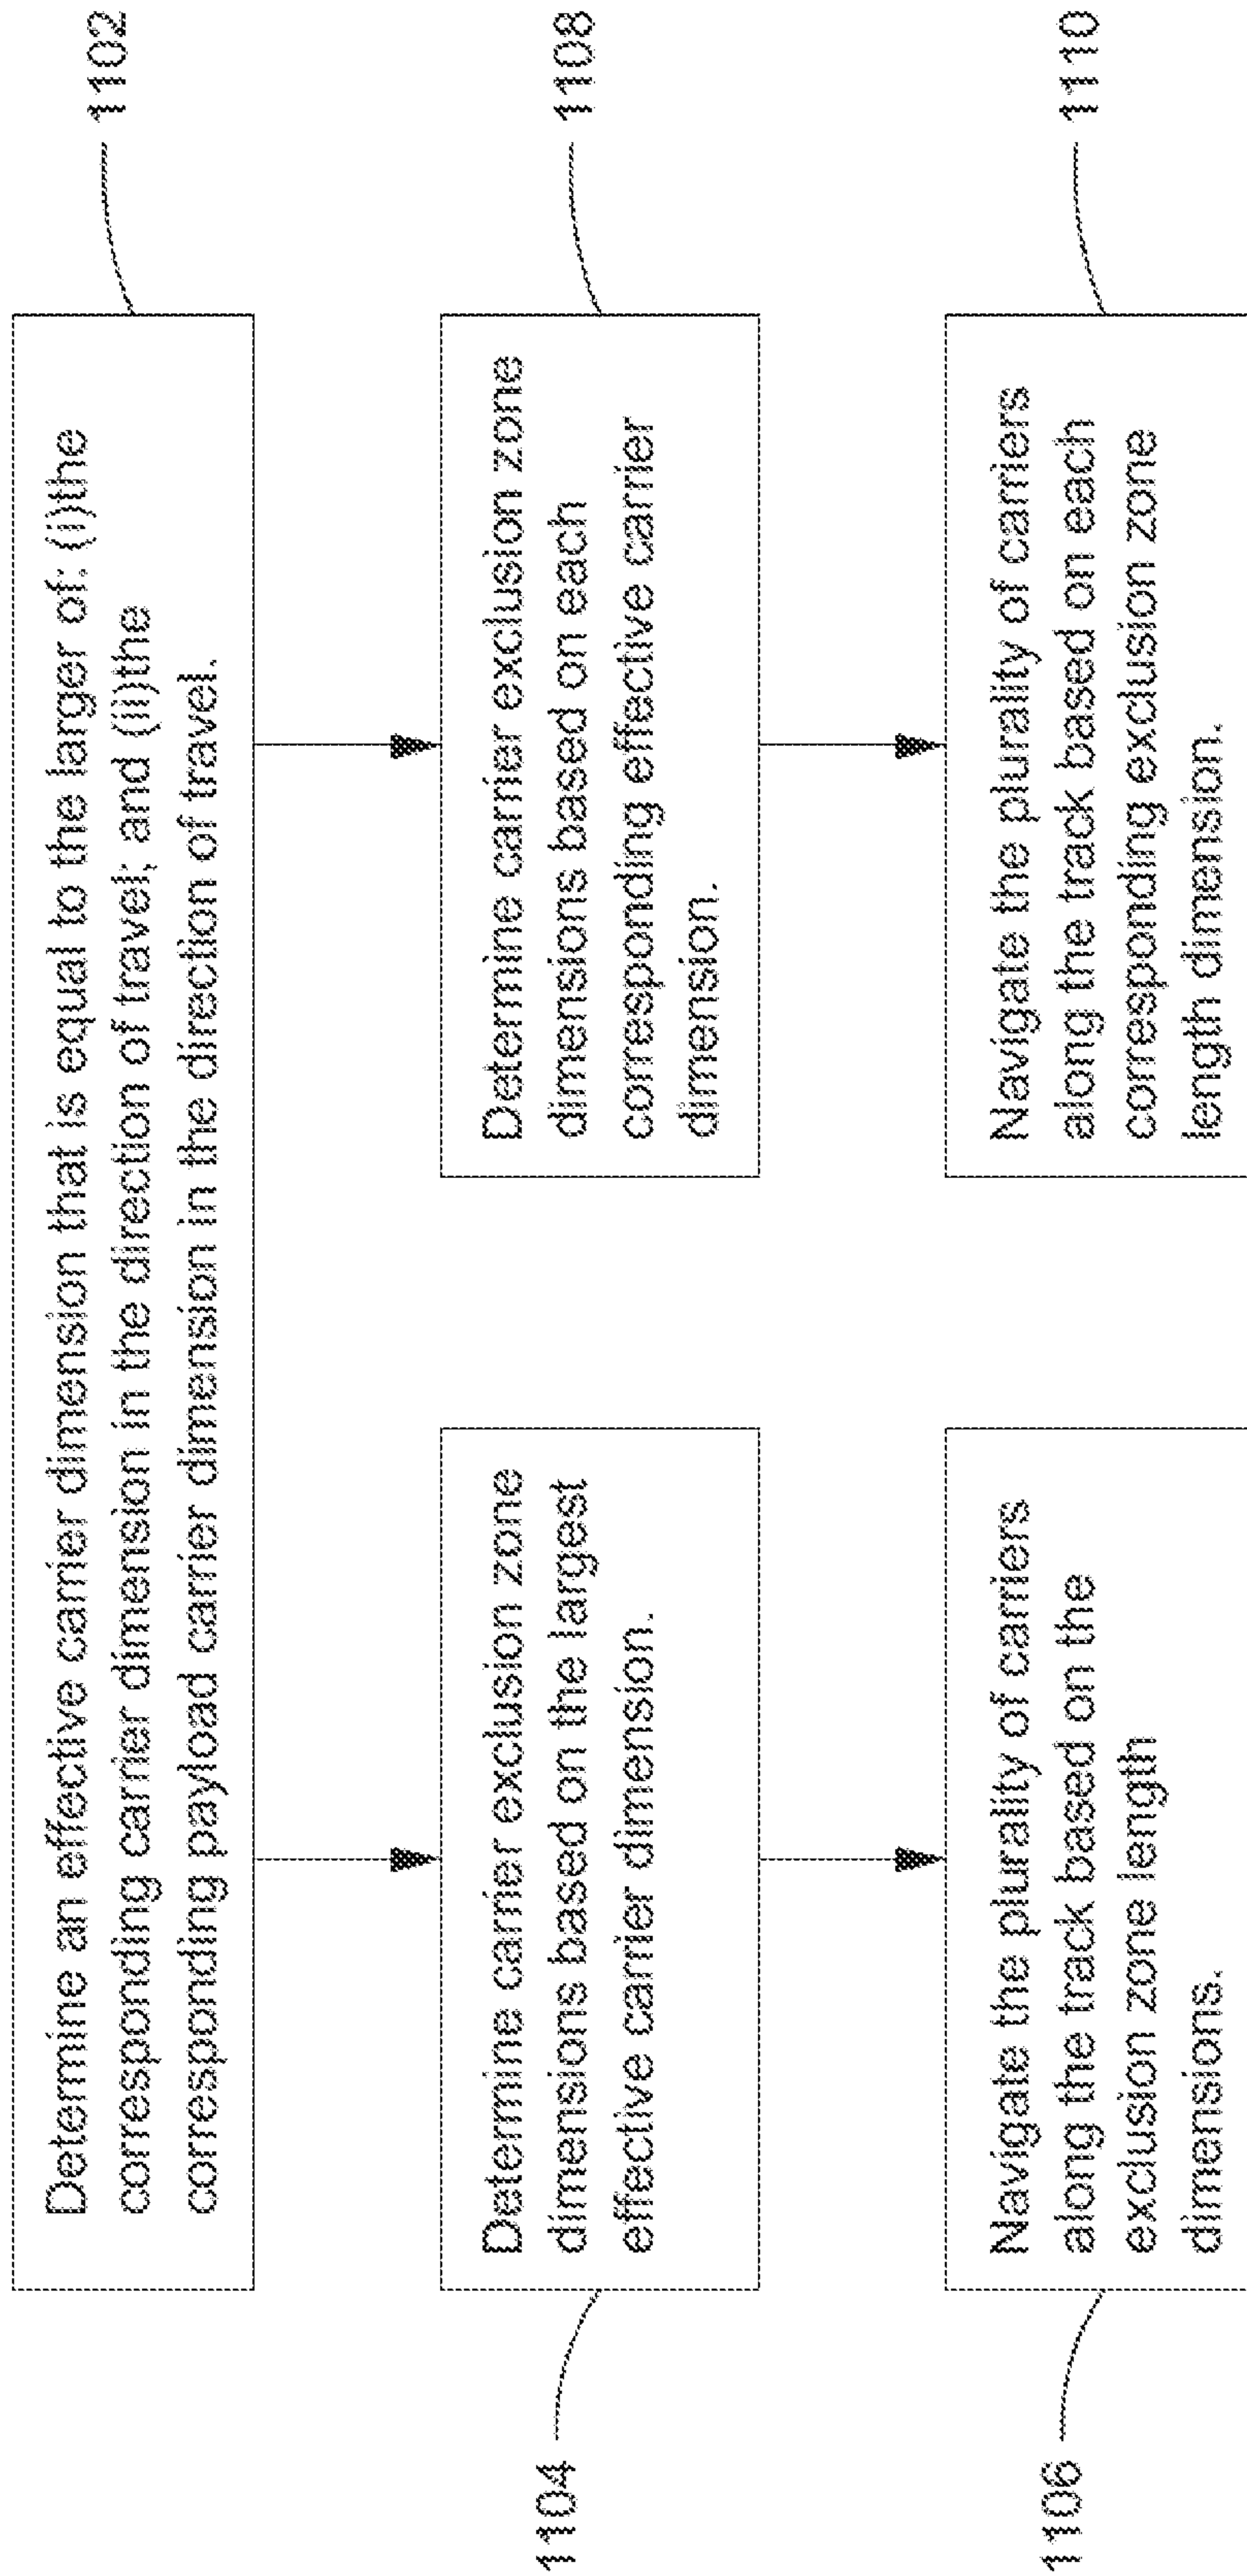 Determine an effective carrier dimension that is equal to the larger of: (i)the
corresponding carrier dimension in the direction of travel; and (ii)the
corresponding payload carrier dimension in the direction of travel.
1102
1104
Determine carrier exclusion zone
dimensions based on the largest
effective carrier dimension.
Determine carrier exclusion zone
dimensions based on each
corresponding effective carrier
dimension.
1108
1106
Navigate the plurality of carriers
along the track based on the
exclusion zone length
dimensions.
Navigate the plurality of carriers
along the track based on each
corresponding exclusion zone
length dimension.
1110